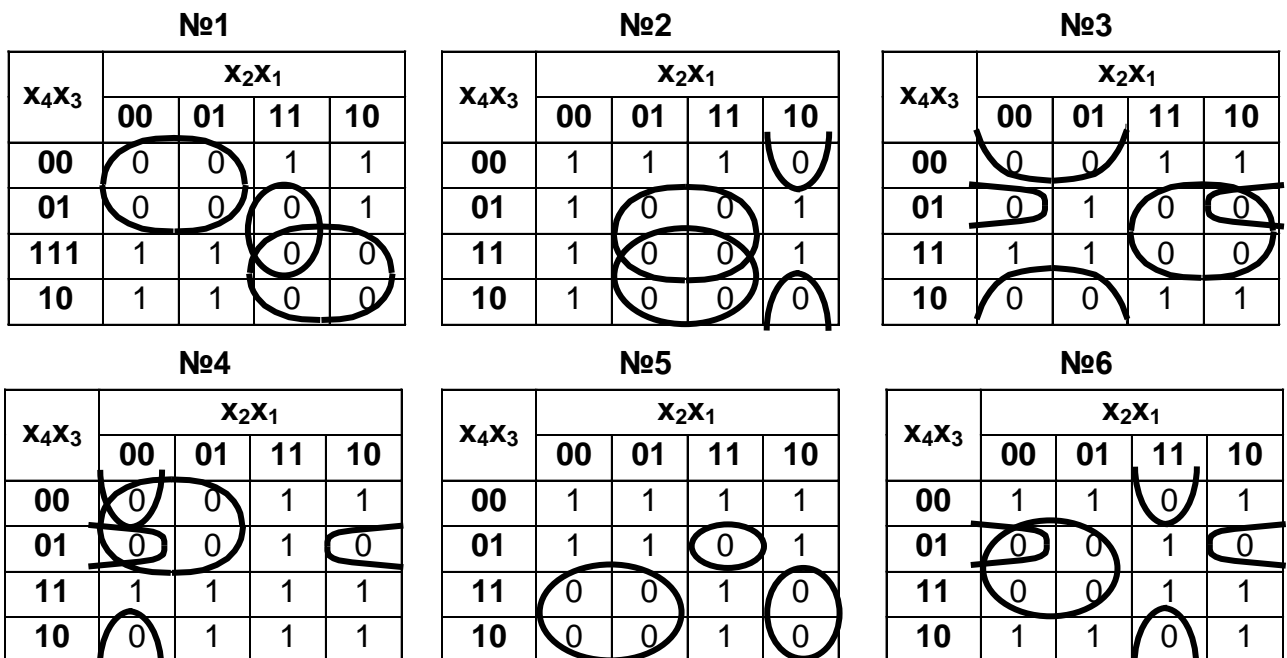 №1 №2 №3
x₄x₃ x₂x₁ x₄x₃ x₂x₁ x₄x₃ x₂x₁
00 01 11 10 00 01 11 10 00 01 11 10
00 0 0 1 1 00 1 1 1 0 00 0 0 1 1
01 0 0 0 1 01 1 0 0 1 01 0 1 0 0
111 1 1 0 0 11 1 0 0 1 11 1 1 0 0
10 1 1 0 0 10 1 0 0 0 10 0 0 1 1
№4 №5 №6
x₄x₃ x₂x₁ x₄x₃ x₂x₁ x₄x₃ x₂x₁
00 01 11 10 00 01 11 10 00 01 11 10
00 0 0 1 1 00 1 1 1 1 00 1 1 0 1
01 0 0 1 0 01 1 1 0 1 01 0 0 1 0
11 1 1 1 1 11 0 0 1 0 11 0 0 1 1
10 0 1 1 1 10 0 0 1 0 10 1 1 0 1